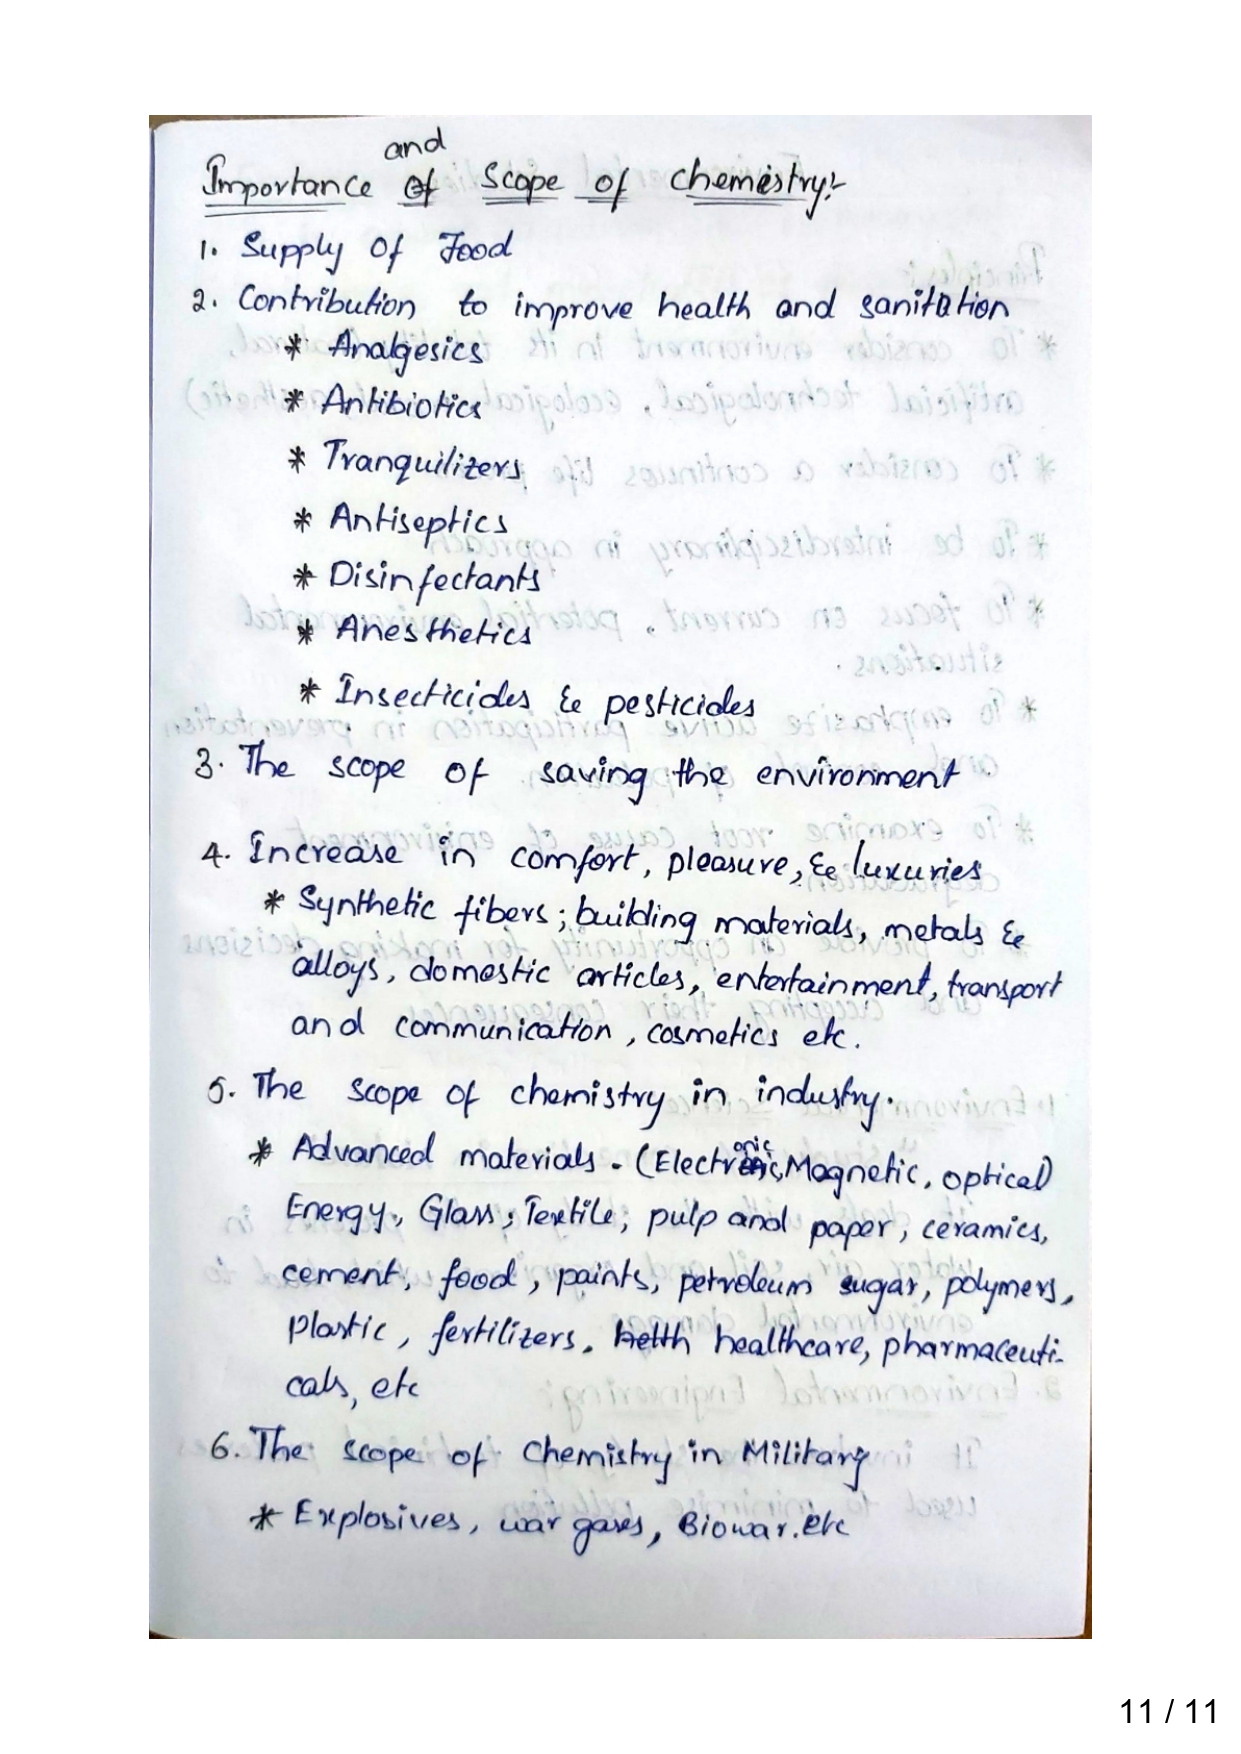 Importance and Scope of chemistry:-
1. Supply Of Food
2. Contribution to improve health and sanitation
* Analgesics
* Antibiotics
* Tranquilizers
* Antiseptics
* Disinfectants
* Anesthetics
* Insecticides & pesticides
3. The scope of saving the environment
4. Increase in comfort, pleasure, & luxuries
* Synthetic fibers; building materials, metals &
alloys, domestic articles, entertainment, transport
and communication, cosmetics etc.
5. The scope of chemistry in industry.
* Advanced materials. (Electronic, Magnetic, optical)
Energy, Glass, Textile, pulp and paper, ceramics,
cement, food, paints, petroleum sugar, polymers,
Plastic, fertilizers, healthcare, pharmaceuti-
cals, etc
6. The scope of Chemistry in Military
* Explosives, war gases, Biowar. etc
11 / 11